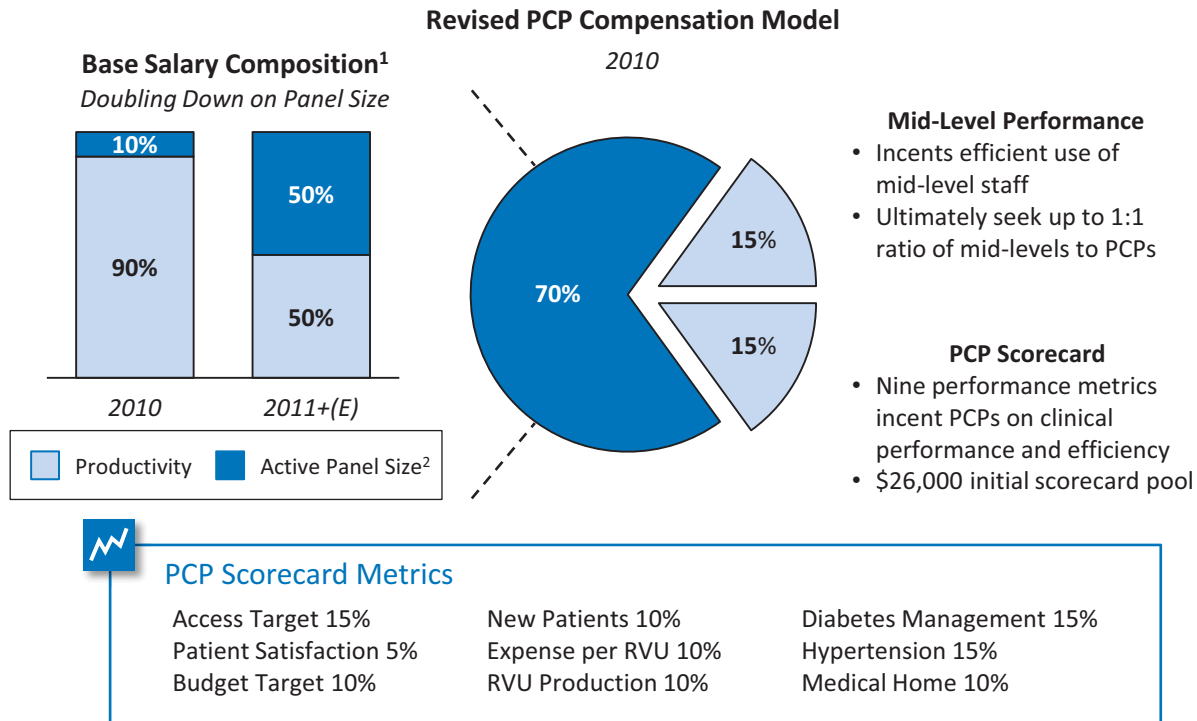 Revised PCP Compensation Model
2010
Base Salary Composition¹
Doubling Down on Panel Size
10%
90%
50%
50%
2010
2011+(E)
Productivity
Active Panel Size²
70%
15%
15%
Mid-Level Performance
• Incents efficient use of
mid-level staff
• Ultimately seek up to 1:1
ratio of mid-levels to PCPs
PCP Scorecard
• Nine performance metrics
incent PCPs on clinical
performance and efficiency
• $26,000 initial scorecard pool
PCP Scorecard Metrics
Access Target 15%
Patient Satisfaction 5%
Budget Target 10%
New Patients 10%
Expense per RVU 10%
RVU Production 10%
Diabetes Management 15%
Hypertension 15%
Medical Home 10%